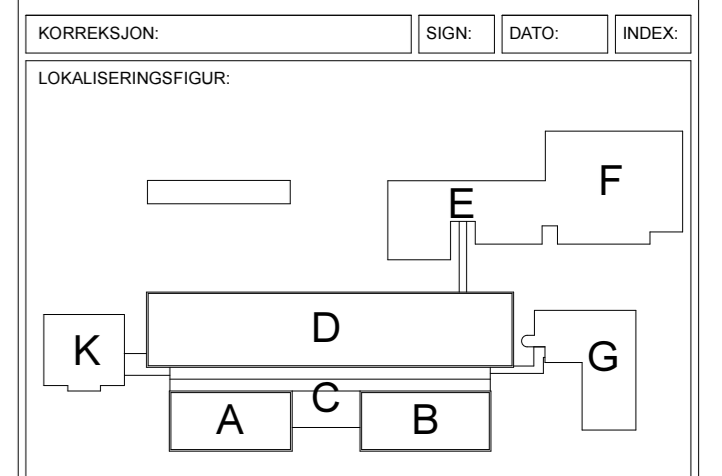 KORREKSJON: SIGN: DATO: INDEX:
LOKALISERINGSFIGUR:
F
E
D
K
G
C
A B